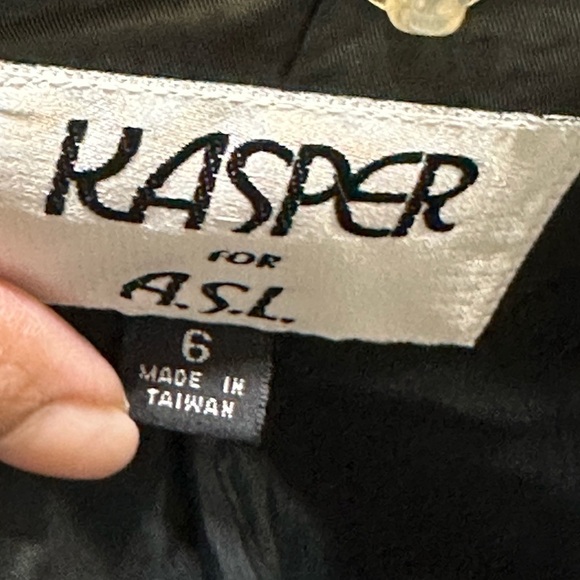 KASPER
FOR
A.S.L.
6
MADE IN
TAIWAN